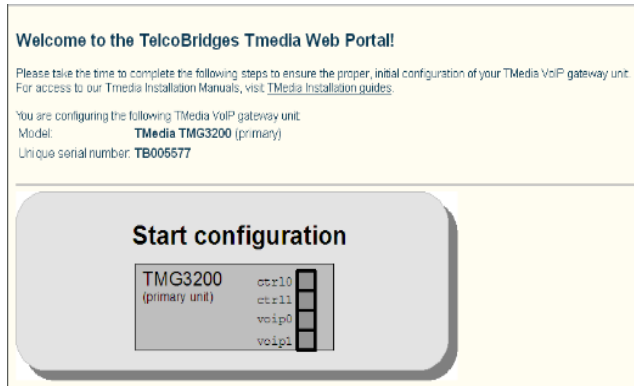 Welcome to the TelcoBridges Tmedia Web Portal!
Please take the time to complete the following steps to ensure the proper, initial configuration of your TMedia VoIP gateway unit.
For access to our Tmedia Installation Manuals, visit TMedia Installation guides.
You are configuring the following TMedia VoIP gateway unit:
Model: TMedia TMG3200 (primary)
Unique serial number: TB005577
Start configuration
TMG3200
(primary unit)
ctrl0
ctrl1
voip0
voip1